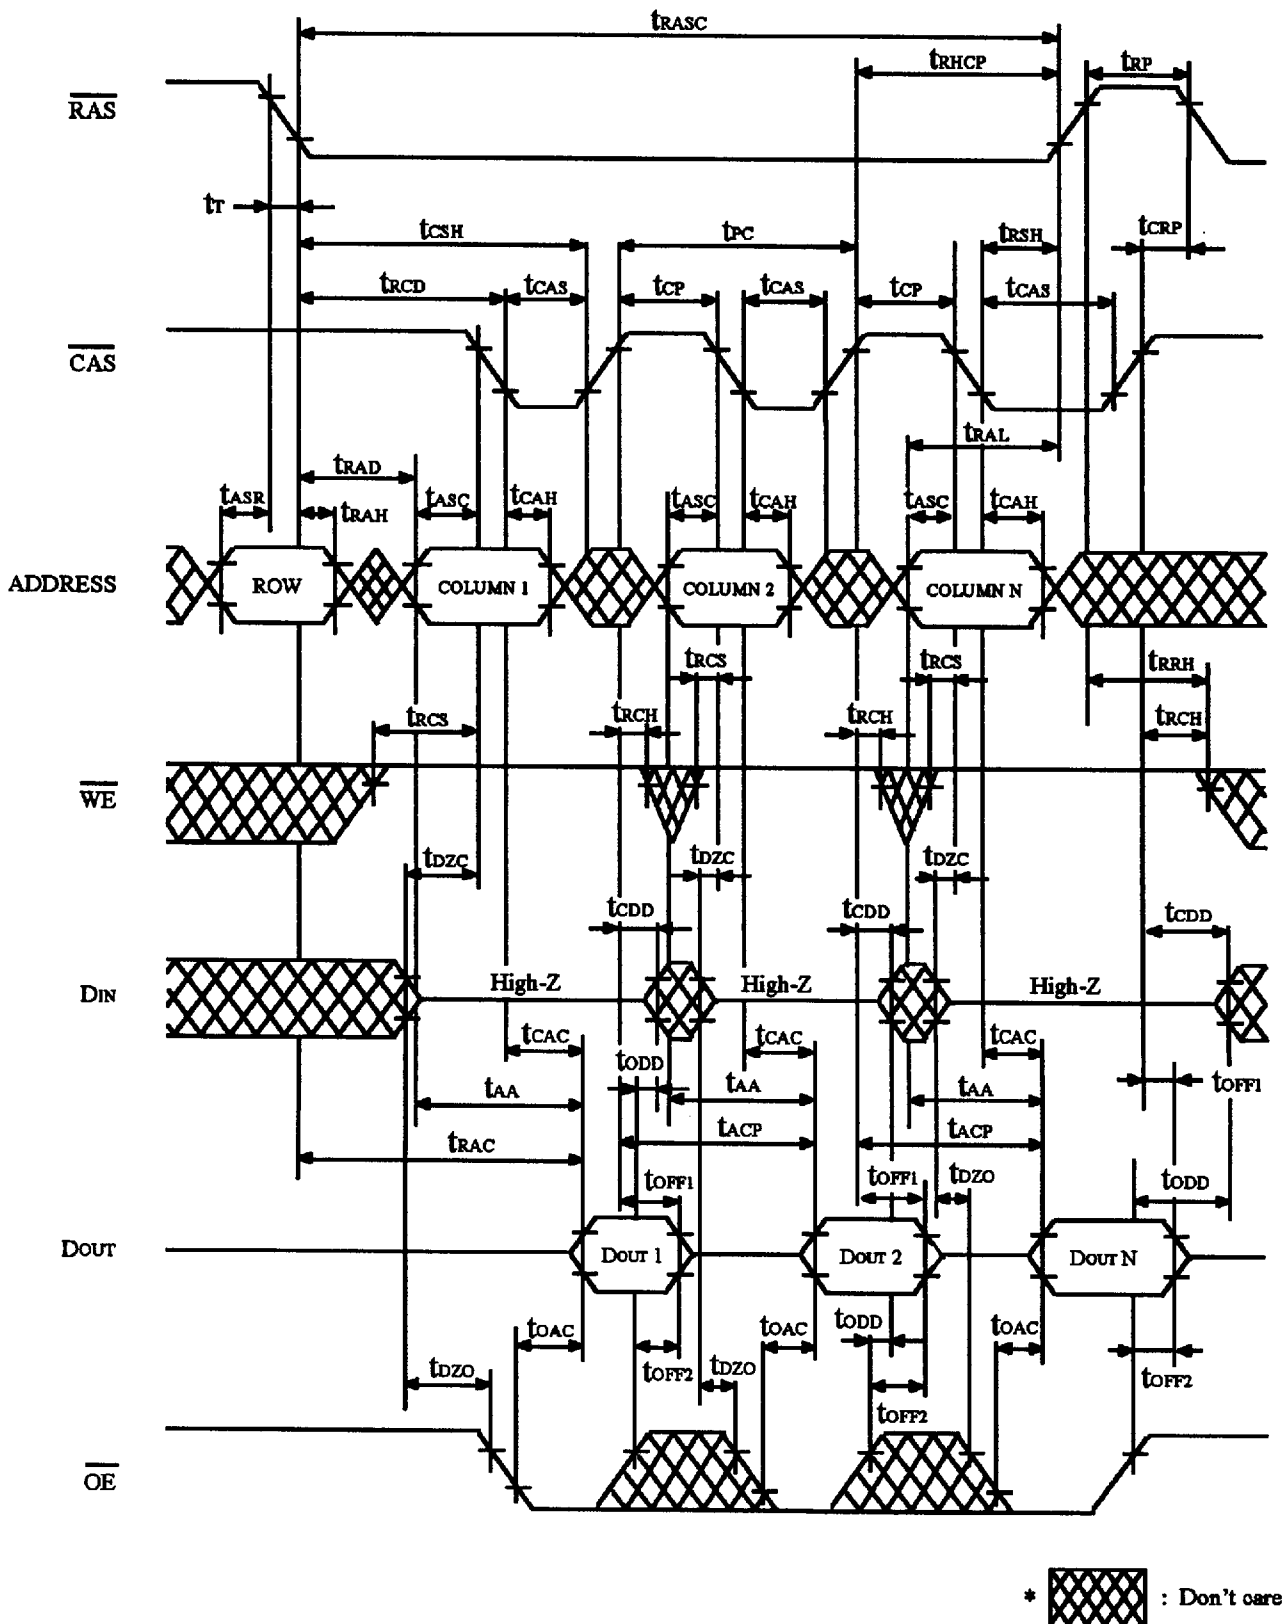 tRASC
tRHCP
tRP
RAS
tT
tCSH
tPC
tRSH
tCRP
tRCD
tCAS
tCP
tCAS
tCP
tCAS
CAS
tRAL
tRAD
tASR
tRAH
tASC
tCAH
tASC
tCAH
tASC
tCAH
ADDRESS
ROW
COLUMN 1
COLUMN 2
COLUMN N
tRCS
tRCS
tRRH
tRCS
tRCH
tRCH
tRCH
WE
tDZC
tDZC
tDZC
tCDD
tCDD
tCDD
DIN
High-Z
High-Z
High-Z
tCAC
tODD
tCAC
tCAC
tOFF1
tAA
tAA
tAA
tRAC
tACP
tACP
tOFF1
tOFF1
tDZO
tODD
DOUT
DOUT 1
DOUT 2
DOUT N
tOAC
tOAC
tODD
tOAC
tDZO
tOFF2
tDZO
tOFF2
tOFF2
OE
* : Don't care